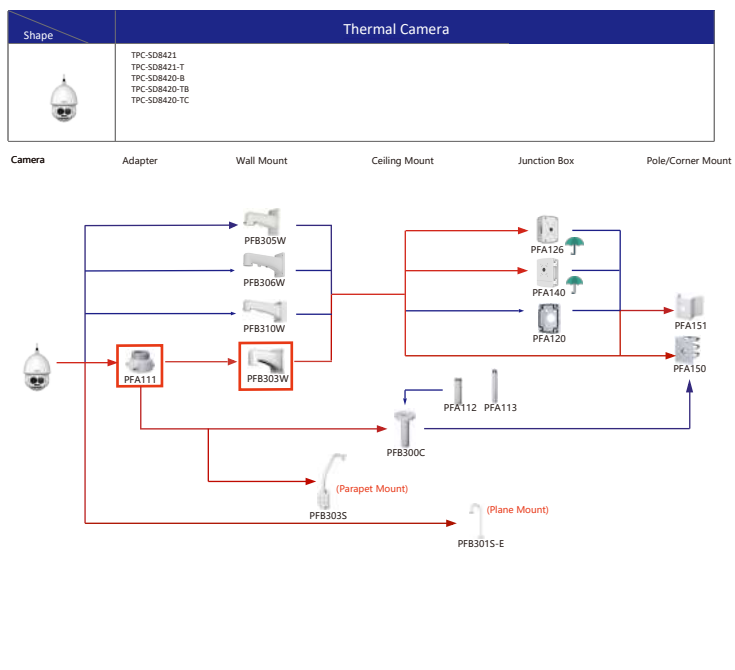 Shape
Thermal Camera
TPC-SD8421
TPC-SD8421-T
TPC-SD8420-B
TPC-SD8420-TB
TPC-SD8420-TC
Camera
Adapter
Wall Mount
Ceiling Mount
Junction Box
Pole/Corner Mount
PFB305W
PFA126
PFB306W
PFA140
PFB310W
PFA151
PFA120
PFA150
PFA111
PFB303W
PFA112
PFA113
PFB300C
(Parapet Mount)
PFB303S
(Plane Mount)
PFB301S-E